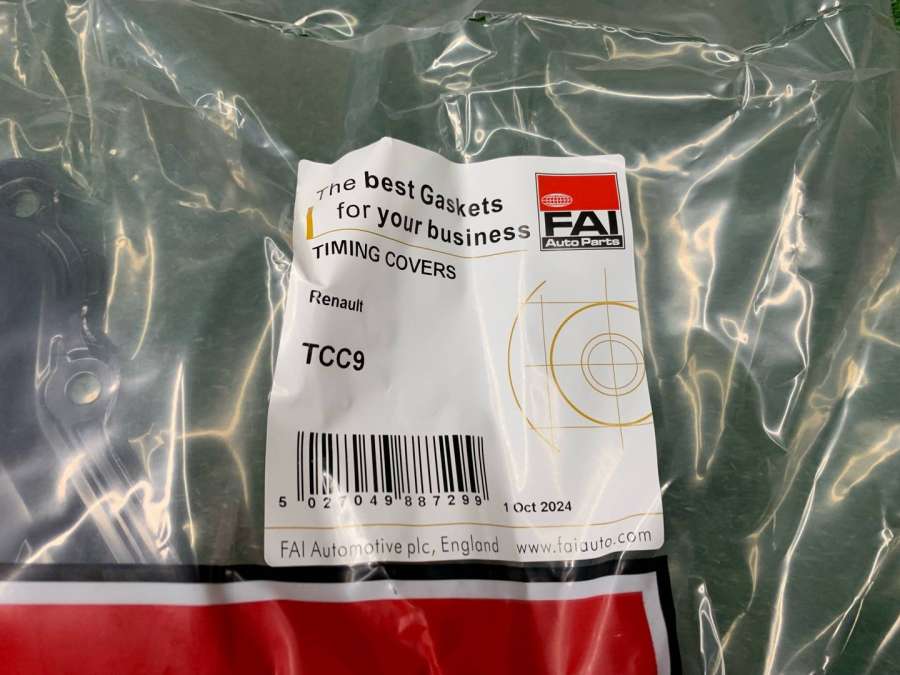 The best Gaskets
for your business
FAI
Auto Parts
TIMING COVERS
Renault
TCC9
5 027049 887299
1 Oct 2024
FAI Automotive plc, England www.faiauto.com